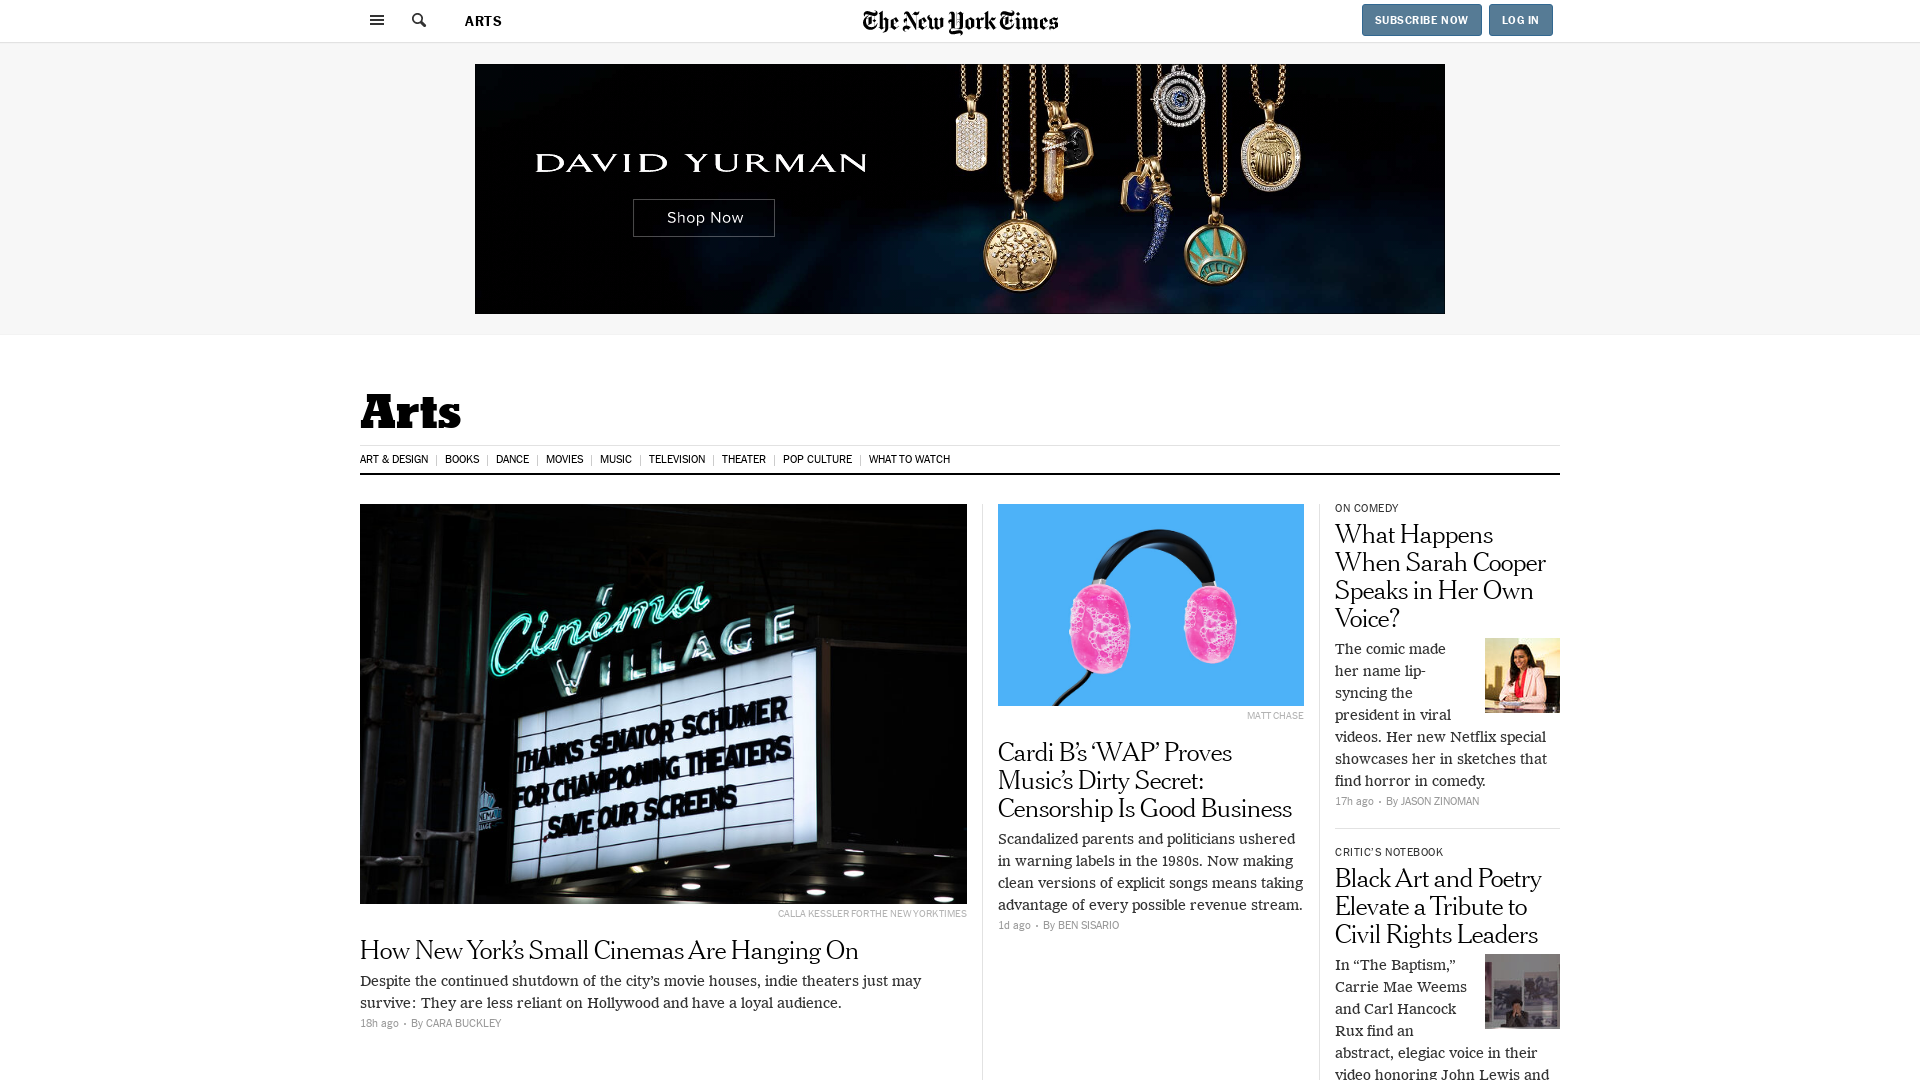 ARTS
The New York Times
SUBSCRIBE NOW
LOG IN
DAVID YURMAN
Shop Now
Arts
ART & DESIGN
BOOKS
DANCE
MOVIES
MUSIC
TELEVISION
THEATER
POP CULTURE
WHAT TO WATCH
Cinema
VILLAGE
THANKS SENATOR SCHUMER
FOR CHAMPIONING THEATERS
SAVE OUR SCREENS
CALLA KESSLER FOR THE NEW YORK TIMES
How New York’s Small Cinemas Are Hanging On
Despite the continued shutdown of the city’s movie houses, indie theaters just may
survive: They are less reliant on Hollywood and have a loyal audience.
18h ago · By CARA BUCKLEY
MATT CHASE
Cardi B’s ‘WAP’ Proves
Music’s Dirty Secret:
Censorship Is Good Business
Scandalized parents and politicians ushered
in warning labels in the 1980s. Now making
clean versions of explicit songs means taking
advantage of every possible revenue stream.
1d ago · By BEN SISARIO
ON COMEDY
What Happens
When Sarah Cooper
Speaks in Her Own
Voice?
The comic made
her name lip-
syncing the
president in viral
videos. Her new Netflix special
showcases her in sketches that
find horror in comedy.
17h ago · By JASON ZINOMAN
CRITIC’S NOTEBOOK
Black Art and Poetry
Elevate a Tribute to
Civil Rights Leaders
In “The Baptism,”
Carrie Mae Weems
and Carl Hancock
Rux find an
abstract, elegiac voice in their
video honoring John Lewis and